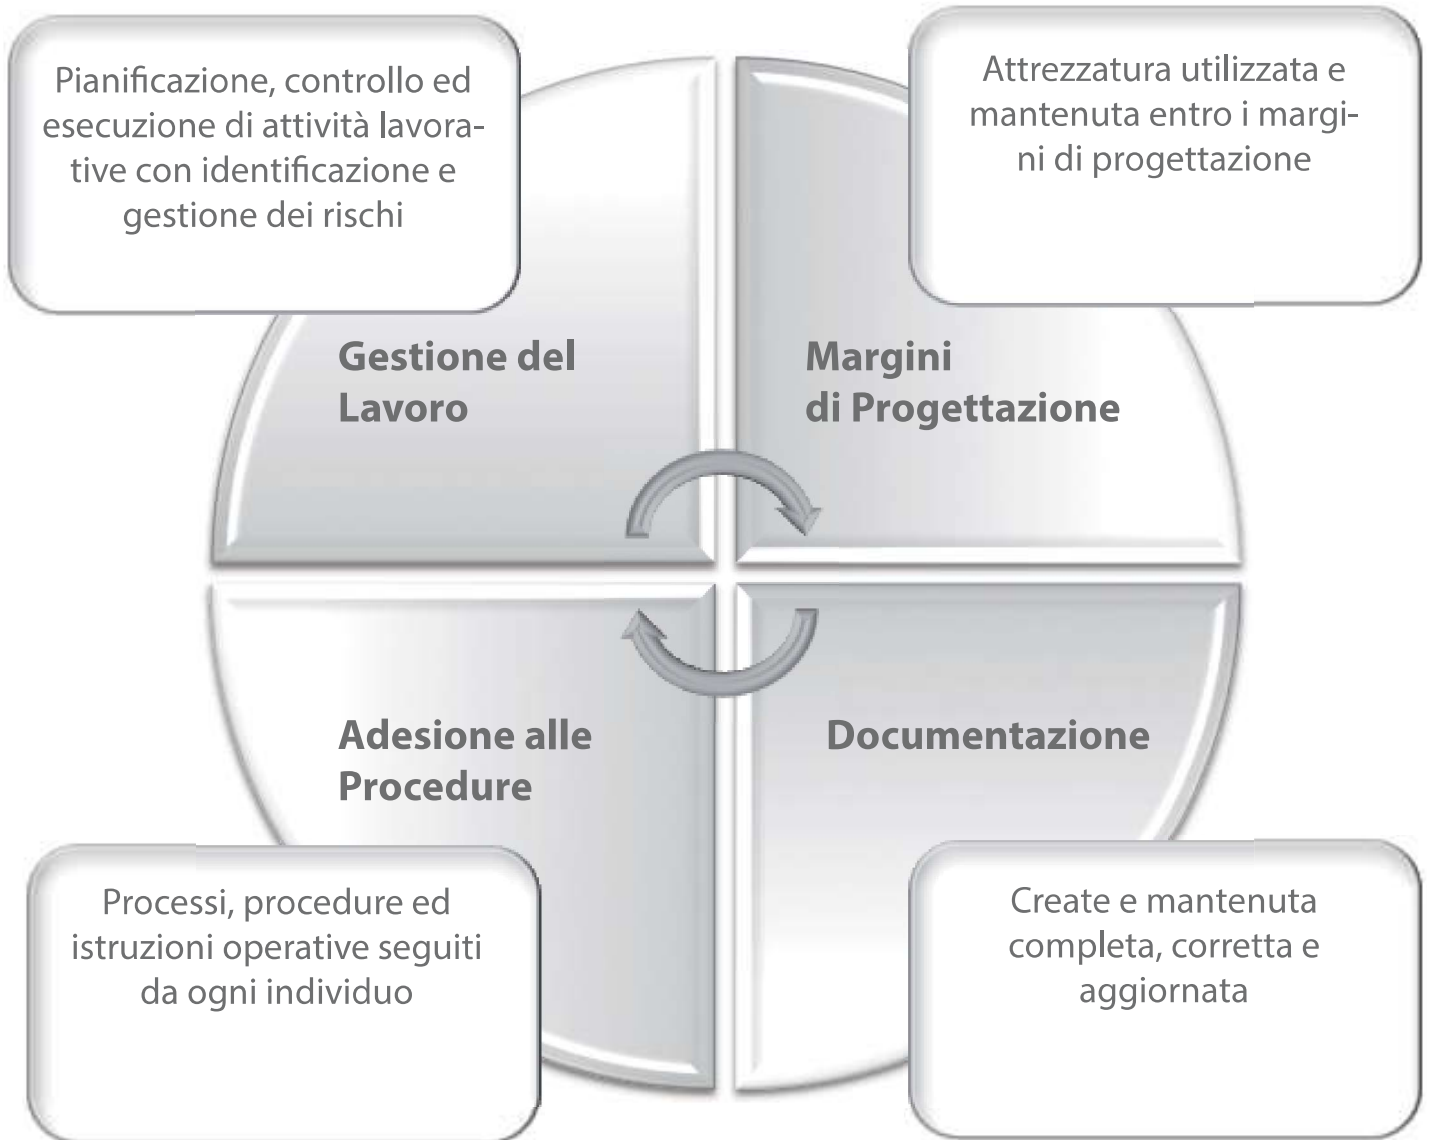 Pianificazione, controllo ed
esecuzione di attività lavora-
tive con identificazione e
gestione dei rischi
Attrezzatura utilizzata e
mantenuta entro i margi-
ni di progettazione
Gestione del
Lavoro
Margini
di Progettazione
Adesione alle
Procedure
Documentazione
Processi, procedure ed
istruzioni operative seguiti
da ogni individuo
Create e mantenuta
completa, corretta e
aggiornata